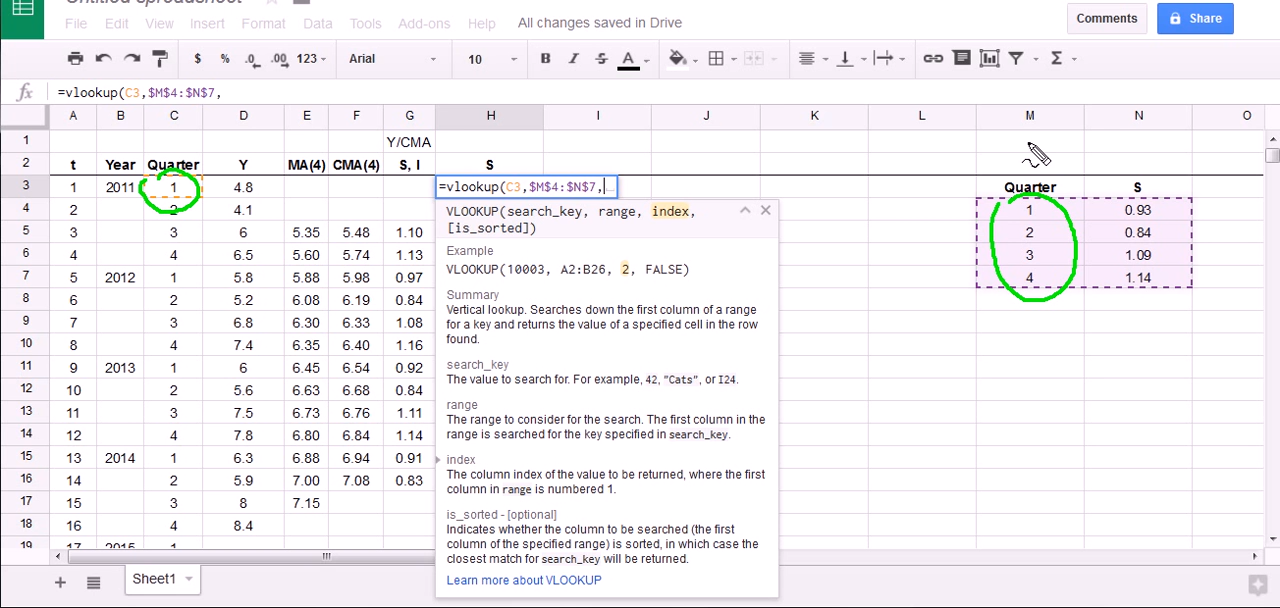 Untitled spreadsheet
File Edit View Insert Format Data Tools Add-ons Help All changes saved in Drive
Comments
Share
$ % .0 .00 123 Arial 10 B I S A Σ
fx =vlookup(C3,$M$4:$N$7,
A B C D E F G H I J K L M N O
1 Y/CMA
2 t Year Quarter Y MA(4) CMA(4) S, I S
3 1 2011 1 4.8 =vlookup(C3,$M$4:$N$7, Quarter S
4 2 2 4.1 1 0.93
5 3 3 6 5.35 5.48 1.10 2 0.84
6 4 4 6.5 5.60 5.74 1.13 3 1.09
7 5 2012 1 5.8 5.88 5.98 0.97 4 1.14
8 6 2 5.2 6.08 6.19 0.84
9 7 3 6.8 6.30 6.33 1.08
10 8 4 7.4 6.35 6.40 1.16
11 9 2013 1 6 6.45 6.54 0.92
12 10 2 5.6 6.63 6.68 0.84
13 11 3 7.5 6.73 6.76 1.11
14 12 4 7.8 6.80 6.84 1.14
15 13 2014 1 6.3 6.88 6.94 0.91
16 14 2 5.9 7.00 7.08 0.83
17 15 3 8 7.15
18 16 4 8.4
19 17 2015 1
VLOOKUP(search_key, range, index,
[is_sorted])
Example
VLOOKUP(10003, A2:B26, 2, FALSE)
Summary
Vertical lookup. Searches down the first column of a range
for a key and returns the value of a specified cell in the row
found.
search_key
The value to search for. For example, 42, "Cats", or I24.
range
The range to consider for the search. The first column in the
range is searched for the key specified in search_key.
index
The column index of the value to be returned, where the first
column in range is numbered 1.
is_sorted - [optional]
Indicates whether the column to be searched (the first
column of the specified range) is sorted, in which case the
closest match for search_key will be returned.
Learn more about VLOOKUP
Sheet1